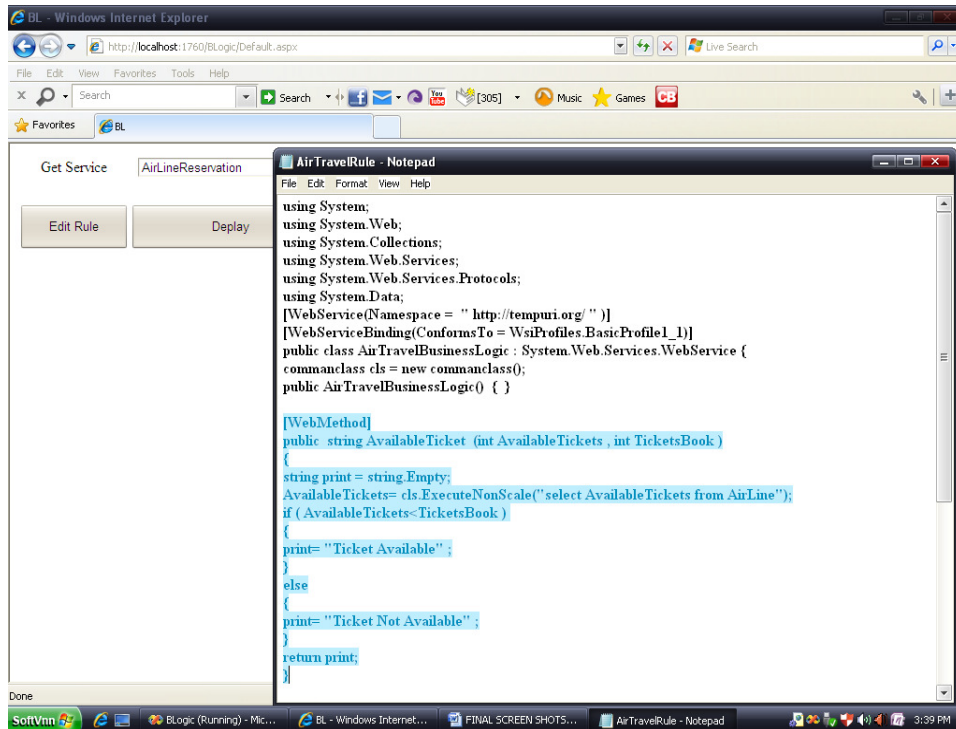 BL - Windows Internet Explorer
http://localhost:1760/BLogic/Default.aspx
Live Search
File Edit View Favorites Tools Help
Search
Search
You Tube
[305]
Music
Games
CB
Favorites
BL
Get Service
AirLineReservation
Edit Rule
Deplay
AirTravelRule - Notepad
File Edit Format View Help
using System;
using System.Web;
using System.Collections;
using System.Web.Services;
using System.Web.Services.Protocols;
using System.Data;
[WebService(Namespace = " http://tempuri.org/ " )]
[WebServiceBinding(ConformsTo = WsiProfiles.BasicProfile1_1)]
public class AirTravelBusinessLogic : System.Web.Services.WebService {
commanclass cls = new commanclass();
public AirTravelBusinessLogic() { }
[WebMethod]
public string AvailableTicket (int AvailableTickets , int TicketsBook )
{
string print = string.Empty;
AvailableTickets= cls.ExecuteNonScale("select AvailableTickets from AirLine");
if ( AvailableTickets<TicketsBook )
{
print= "Ticket Available" ;
}
else
{
print= "Ticket Not Available" ;
}
return print;
}
Done
SoftVnn
BLogic (Running) - Mic...
BL - Windows Internet...
FINAL SCREEN SHOTS...
AirTravelRule - Notepad
3:39 PM